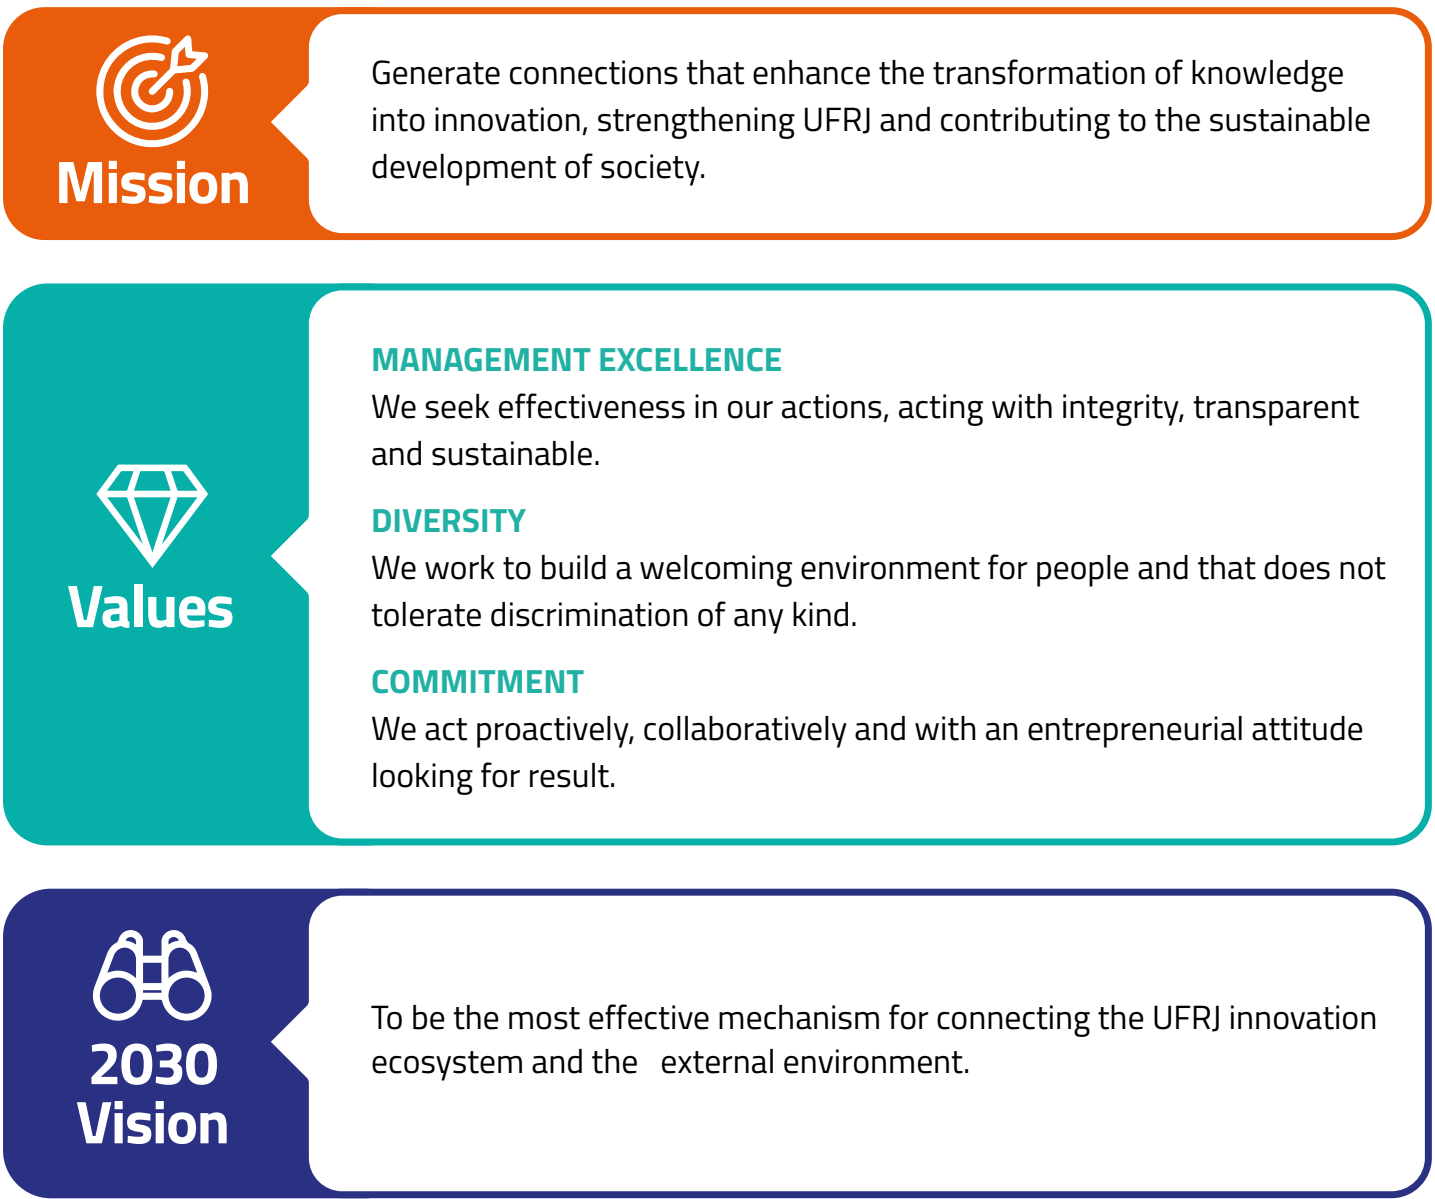 Mission
Generate connections that enhance the transformation of knowledge
into innovation, strengthening UFRJ and contributing to the sustainable
development of society.
Values
MANAGEMENT EXCELLENCE
We seek effectiveness in our actions, acting with integrity, transparent
and sustainable.
DIVERSITY
We work to build a welcoming environment for people and that does not
tolerate discrimination of any kind.
COMMITMENT
We act proactively, collaboratively and with an entrepreneurial attitude
looking for result.
2030
Vision
To be the most effective mechanism for connecting the UFRJ innovation
ecosystem and the external environment.